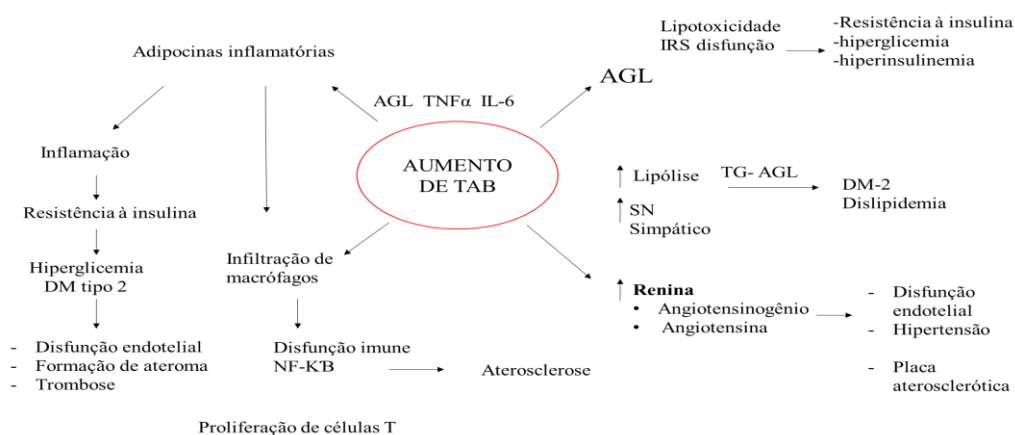 Adipocinas inflamatórias
AGL TNFα IL-6
AUMENTO
DE TAB
Inflamação
Resistência à insulina
Hiperglicemia
DM tipo 2
- Disfunção endotelial
- Formação de ateroma
- Trombose
Infiltração de
macrófagos
Disfunção imune
NF-KB
Aterosclerose
Proliferação de células T
AGL
Lipotoxicidade
IRS disfunção
-Resistência à insulina
-hiperglicemia
-hiperinsulinemia
Lipólise
SN
Simpático
TG- AGL
DM-2
Dislipidemia
Renina
• Angiotensinogênio
• Angiotensina
- Disfunção
endotelial
- Hipertensão
- Placa
aterosclerótica